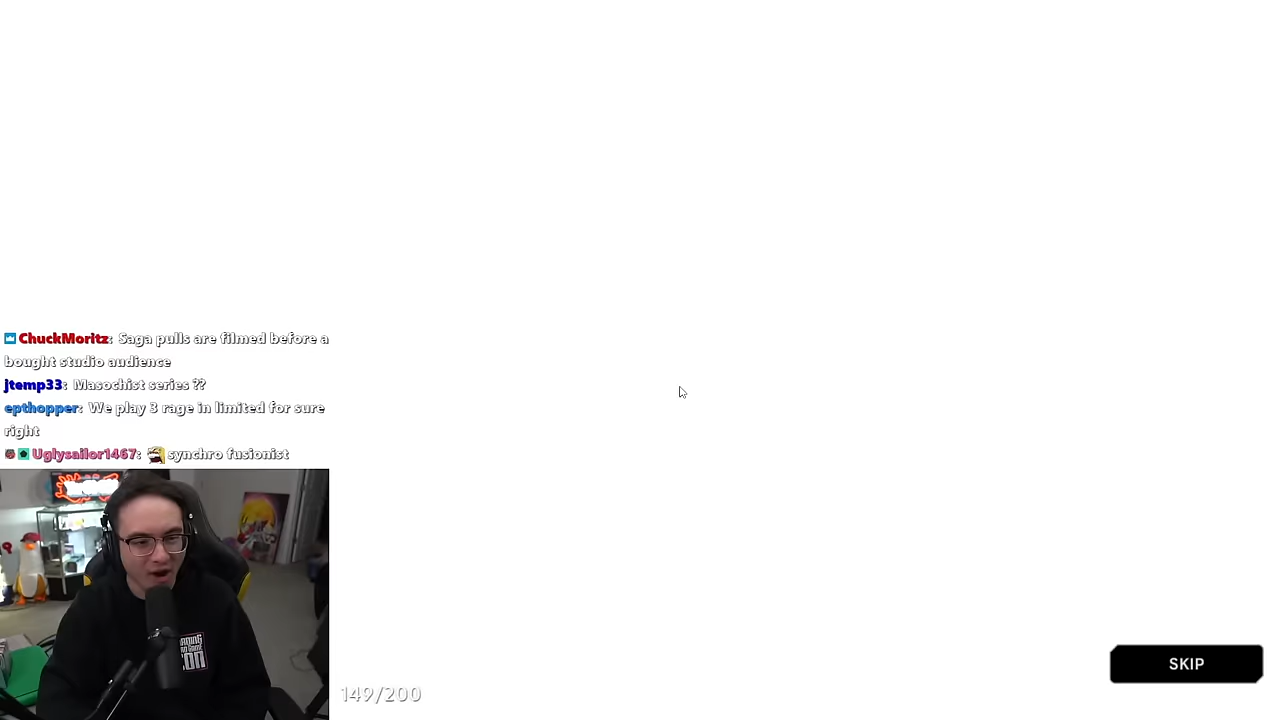 ChuckMoritz: Saga pulls are filmed before a
bought studio audience
jtemp33: Masochist series ??
epthopper: We play 3 rage in limited for sure
right
Uglysailor1467: synchro fusionist
149/200
SKIP